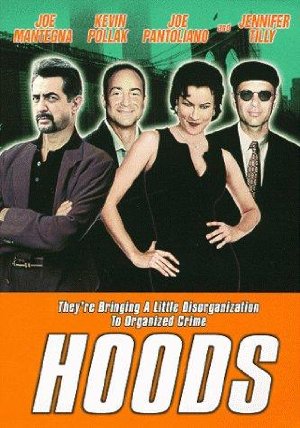 JOE MANTEGNA
KEVIN POLLAK
JOE PANTOLIANO
and
JENNIFER TILLY
They're Bringing A Little Disorganization
To Organized Crime
HOODS